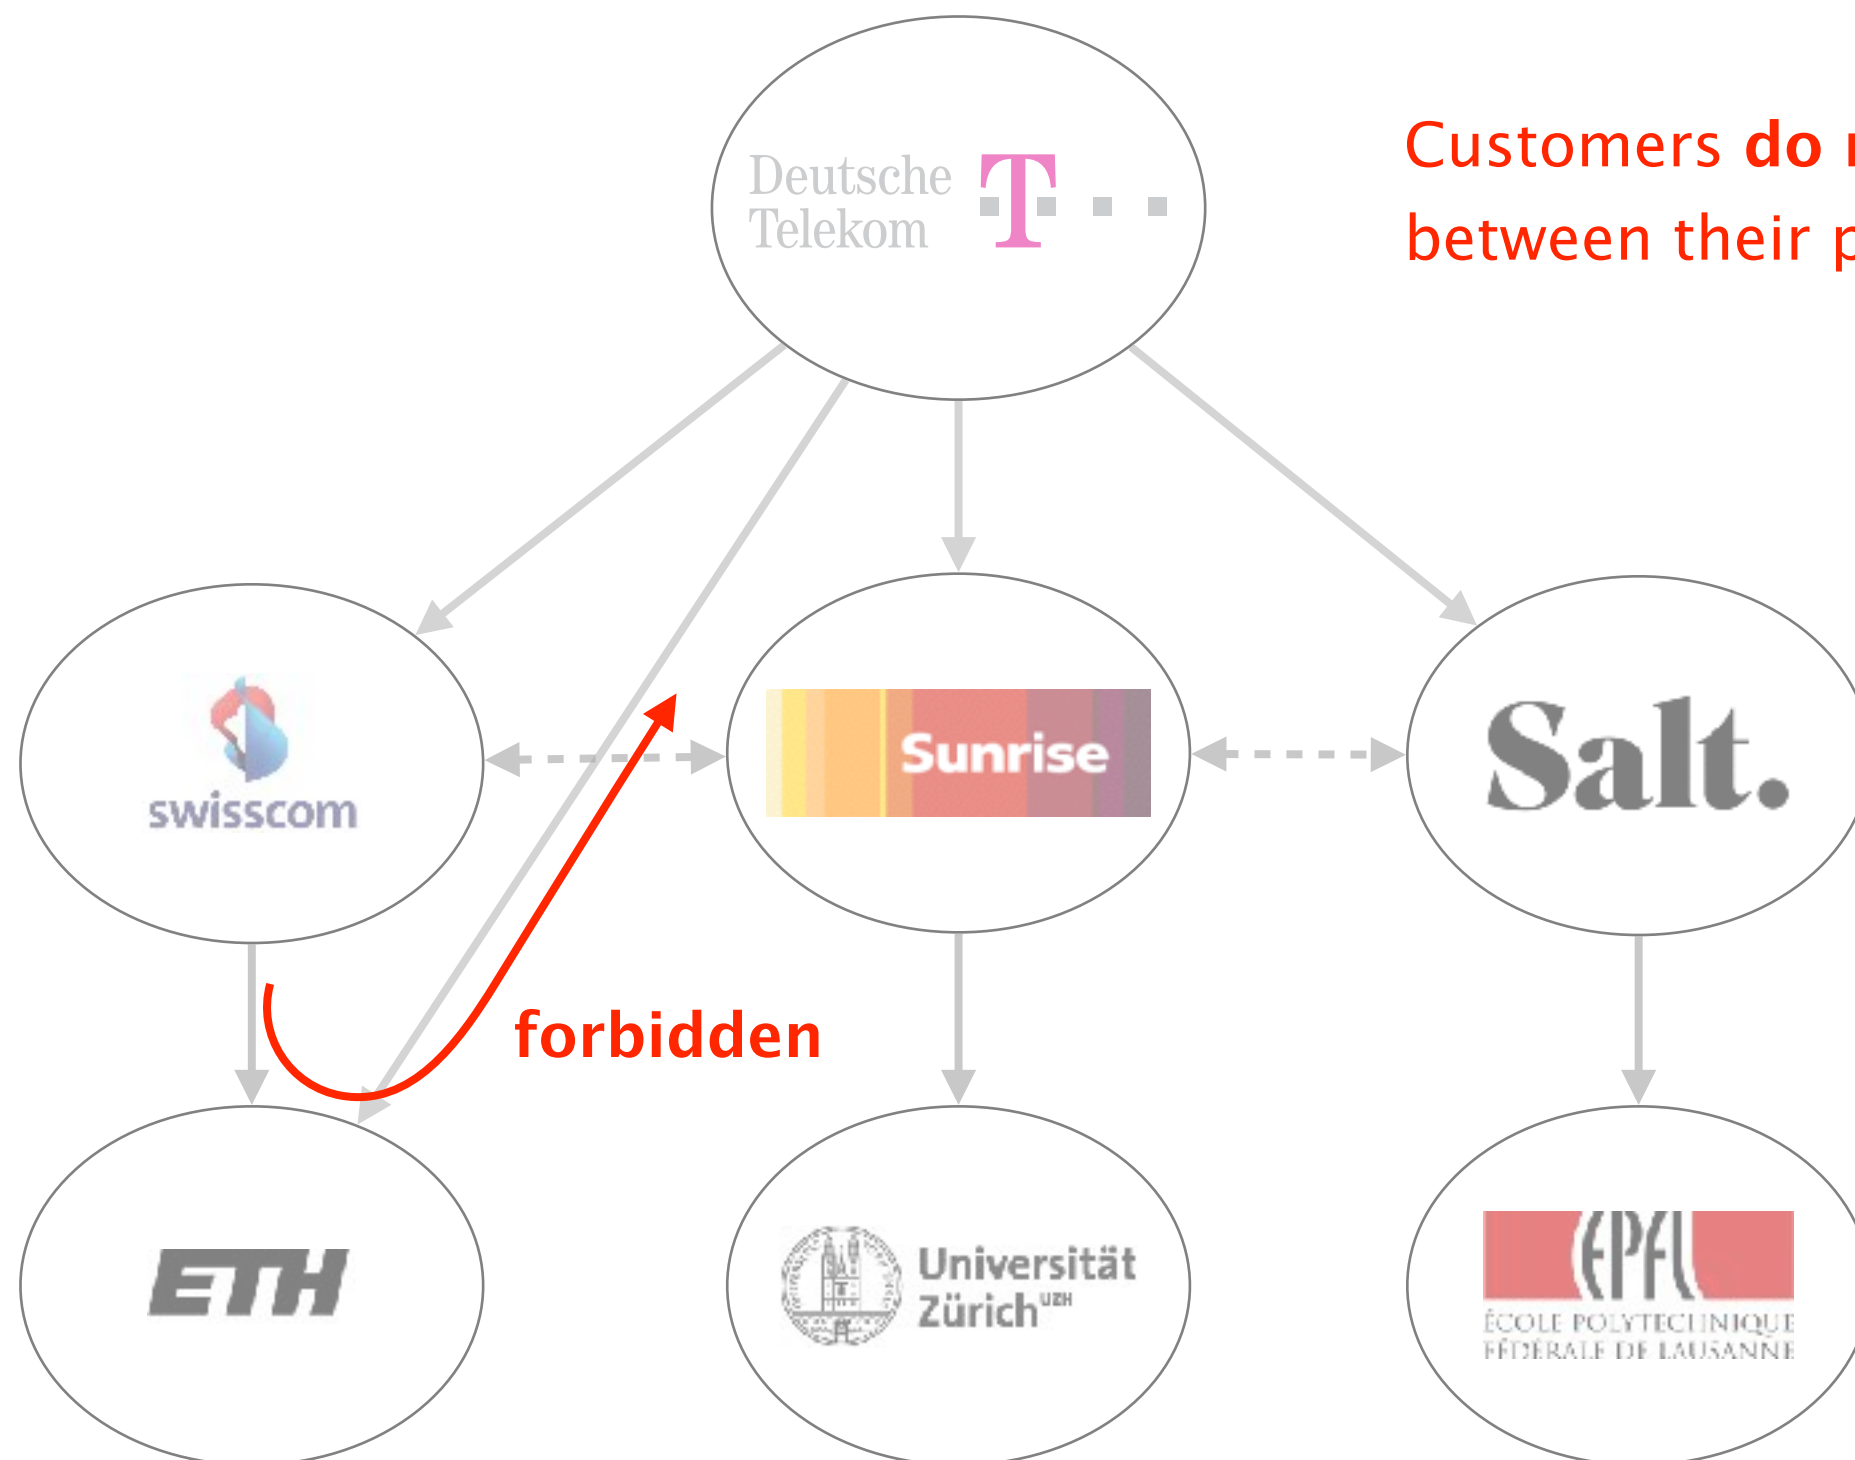 Deutsche
Telekom
T
Customers do
between their
swisscom
Sunrise
Salt.
forbidden
ETH
Universität
Zürich UZH
EPFL
ÉCOLE POLYTECHNIQUE
FÉDÉRALE DE LAUSANNE